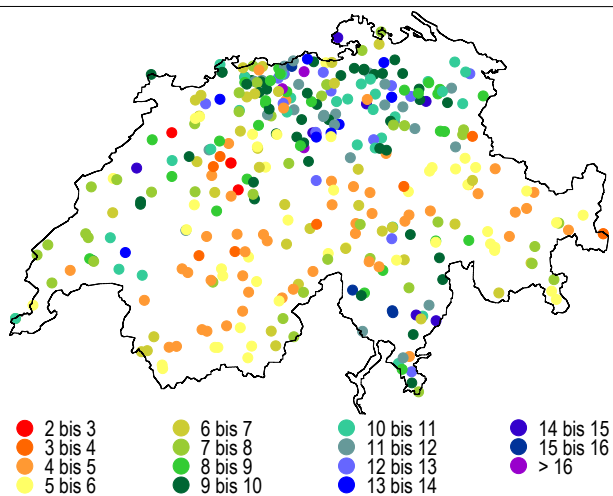 2 bis 3
3 bis 4
4 bis 5
5 bis 6
6 bis 7
7 bis 8
8 bis 9
9 bis 10
10 bis 11
11 bis 12
12 bis 13
13 bis 14
14 bis 15
15 bis 16
> 16